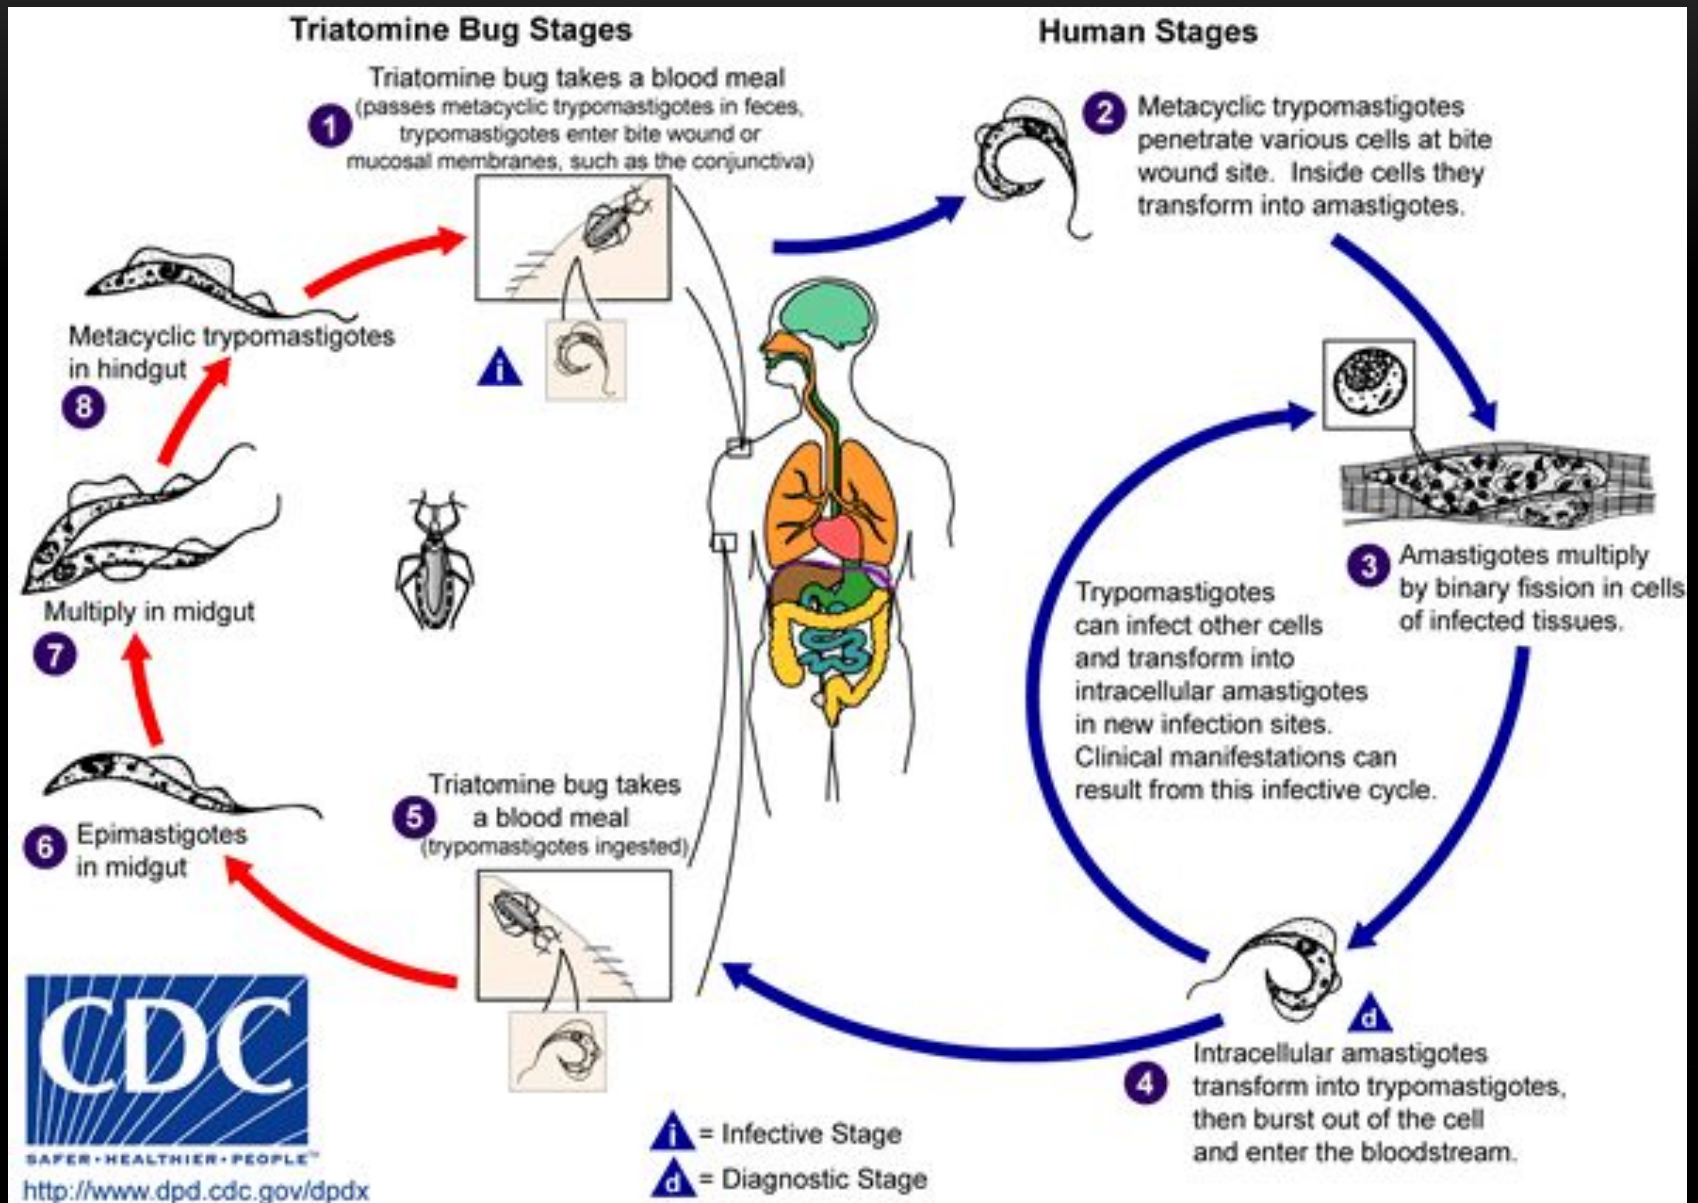 Triatomine Bug Stages
Triatomine bug takes a blood meal
1
(passes metacyclic trypomastigotes in feces,
trypomastigotes enter bite wound or
mucosal membranes, such as the conjunctiva)
i
Human Stages
2
Metacyclic trypomastigotes
penetrate various cells at bite
wound site. Inside cells they
transform into amastigotes.
3
Amastigotes multiply
by binary fission in cells
of infected tissues.
Trypomastigotes
can infect other cells
and transform into
intracellular amastigotes
in new infection sites.
Clinical manifestations can
result from this infective cycle.
d
4
Intracellular amastigotes
transform into trypomastigotes,
then burst out of the cell
and enter the bloodstream.
5
Triatomine bug takes
a blood meal
(trypomastigotes ingested)
6
Epimastigotes
in midgut
Multiply in midgut
7
Metacyclic trypomastigotes
in hindgut
8
i = Infective Stage
d = Diagnostic Stage
CDC
SAFER•HEALTHIER•PEOPLE™
http://www.dpd.cdc.gov/dpdx